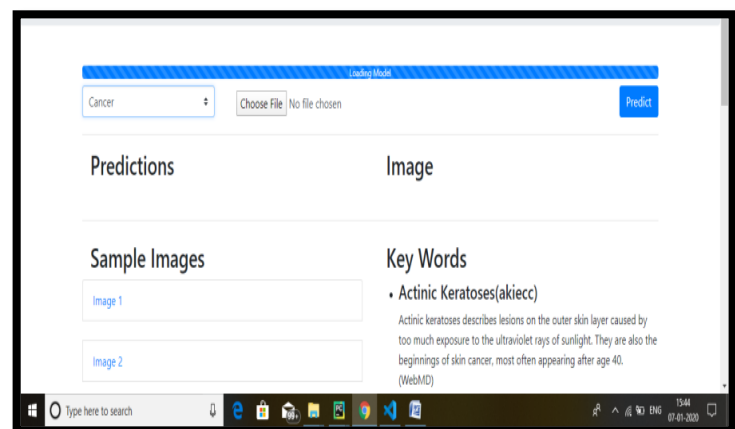 Loading Model
Cancer
Choose File No file chosen
Predict
Predictions
Image
Sample Images
Key Words
Image 1
Image 2
• Actinic Keratoses(akiecc)
Actinic keratoses describes lesions on the outer skin layer caused by
too much exposure to the ultraviolet rays of sunlight. They are also the
beginnings of skin cancer, most often appearing after age 40.
(WebMD)
Type here to search
99+
ENG
15:44
07-01-2020